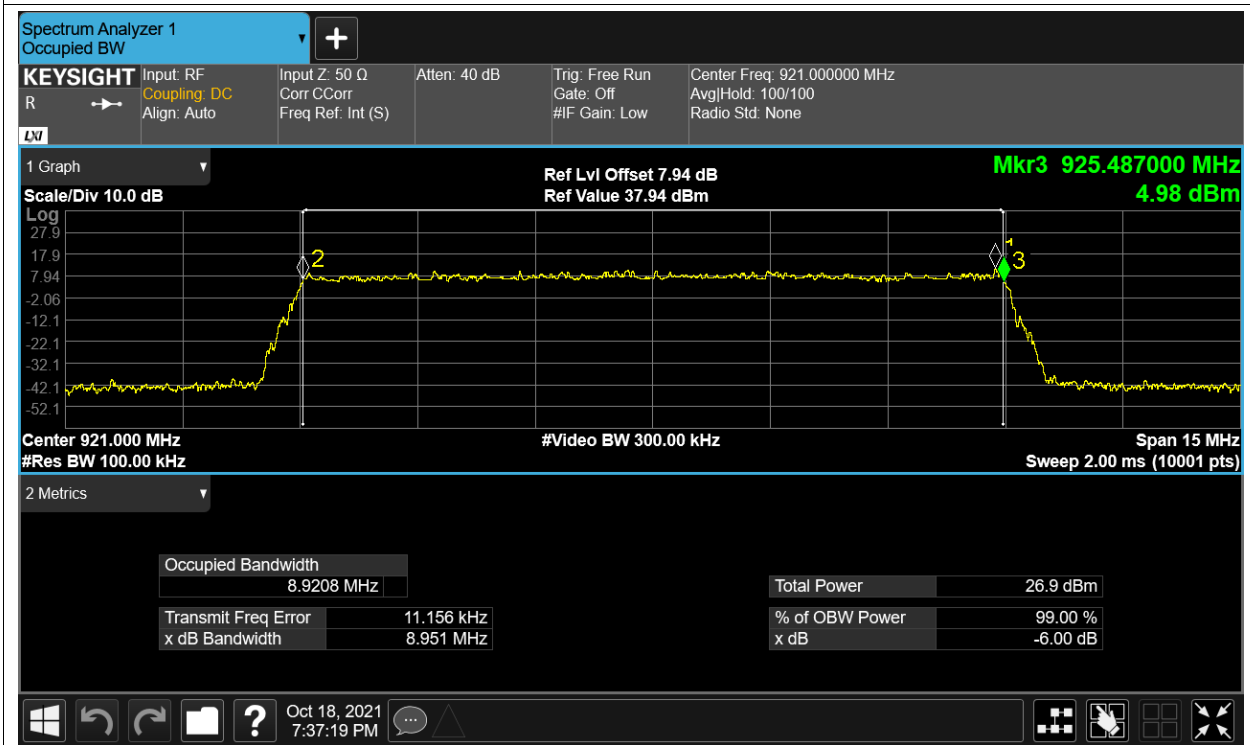 Spectrum Analyzer 1
Occupied BW
KEYSIGHT
R
LXI
Input: RF
Coupling: DC
Align: Auto
Input Z: 50 Ω
Corr CCorr
Freq Ref: Int (S)
Atten: 40 dB
Trig: Free Run
Gate: Off
#IF Gain: Low
Center Freq: 921.000000 MHz
Avg|Hold: 100/100
Radio Std: None
1 Graph
Scale/Div 10.0 dB
Ref Lvl Offset 7.94 dB
Ref Value 37.94 dBm
Mkr3 925.487000 MHz
4.98 dBm
Log
27.9
17.9
7.94
-2.06
-12.1
-22.1
-32.1
-42.1
-52.1
2
1
3
Center 921.000 MHz
#Res BW 100.00 kHz
#Video BW 300.00 kHz
Span 15 MHz
Sweep 2.00 ms (10001 pts)
2 Metrics
Occupied Bandwidth
8.9208 MHz
Transmit Freq Error 11.156 kHz
x dB Bandwidth 8.951 MHz
Total Power 26.9 dBm
% of OBW Power 99.00 %
x dB -6.00 dB
?
Oct 18, 2021
7:37:19 PM